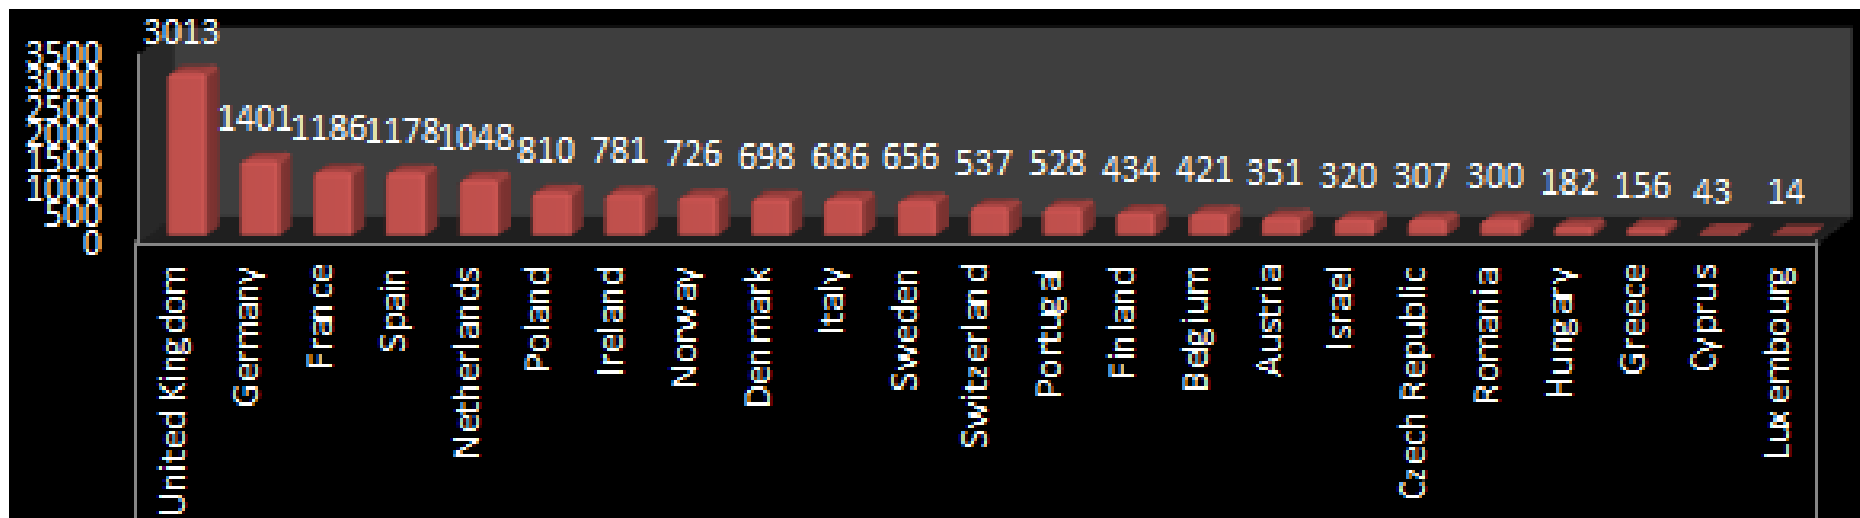 3013
3500
3000
2500
2000
1500
1000
500
0
1401
1186
1178
1048
810
781
726
698
686
656
537
528
434
421
351
320
307
300
182
156
43
14
United Kingdom
Germany
France
Spain
Netherlands
Poland
Ireland
Norway
Denmark
Italy
Sweden
Switzerland
Portugal
Finland
Belgium
Austria
Israel
Czech Republic
Romania
Hungary
Greece
Cyprus
Luxembourg